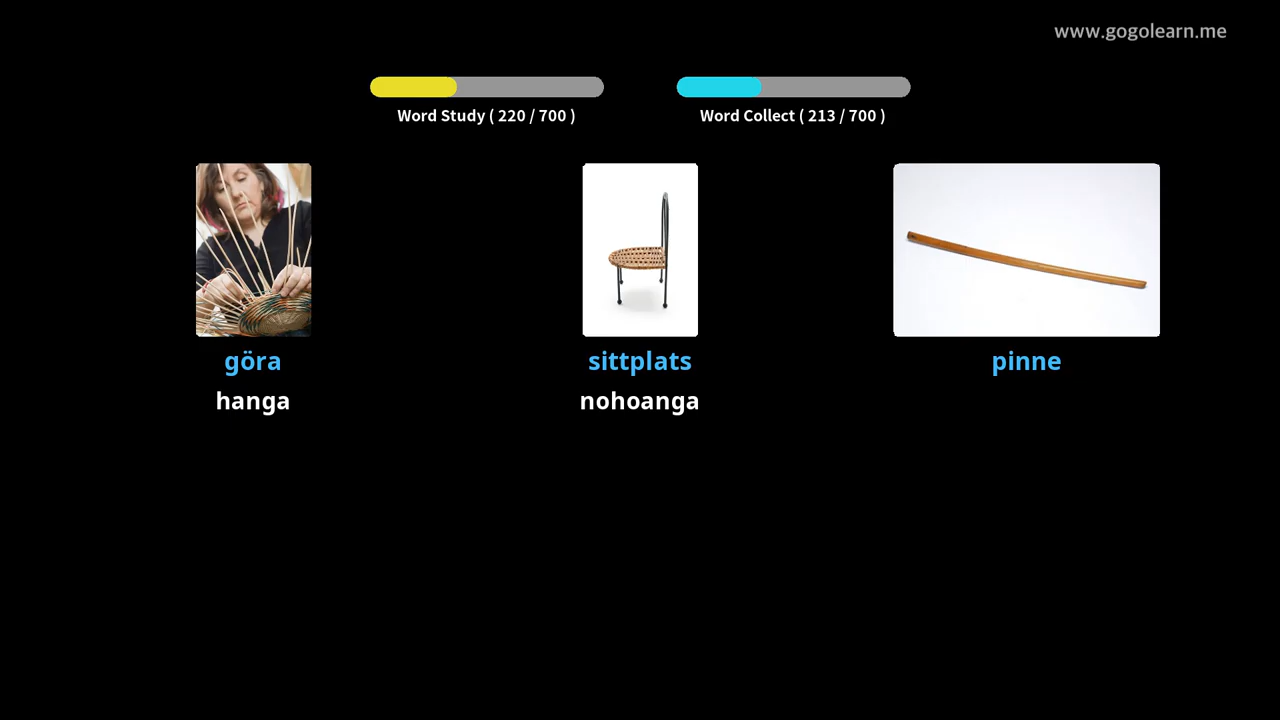 www.gogolearn.me
Word Study ( 220 / 700 )
Word Collect ( 213 / 700 )
göra
sittplats
pinne
hanga
nohoanga